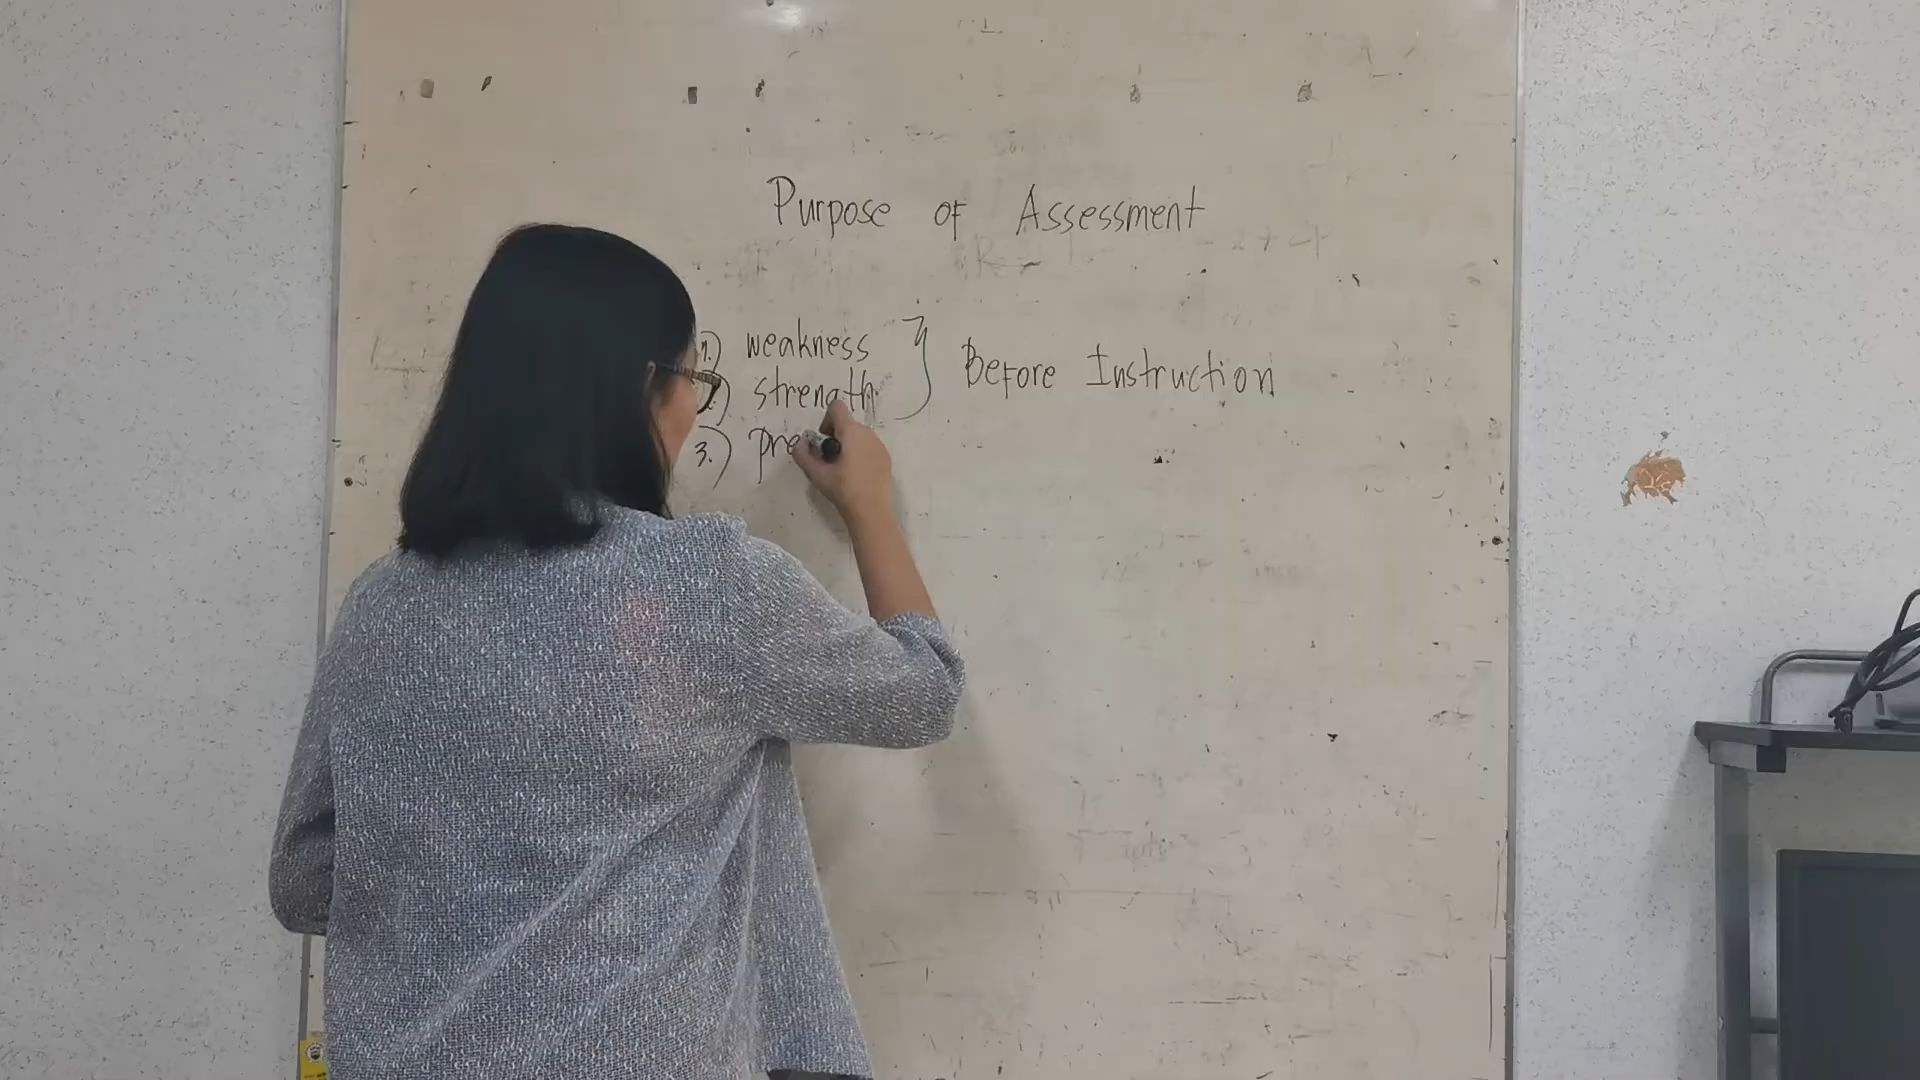 Purpose of Assessment
1.) weakness
2.) strength
Before Instruction
3.) pre